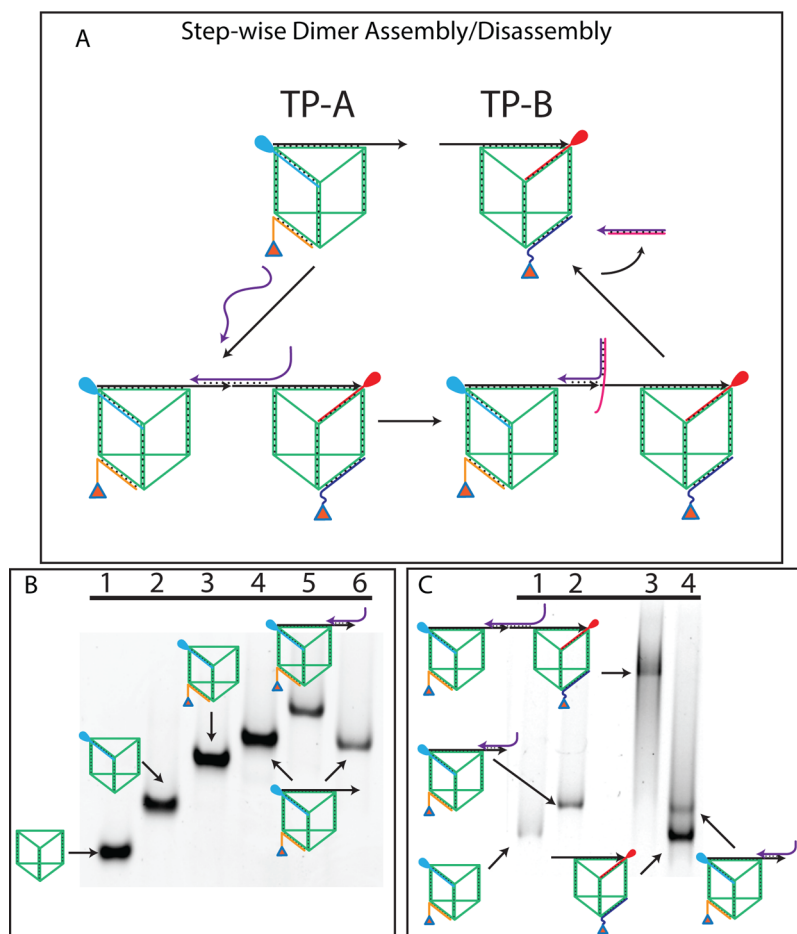 A
Step-wise Dimer Assembly/Disassembly
TP-A
TP-B
B
1 2 3 4 5 6
C
1 2 3 4